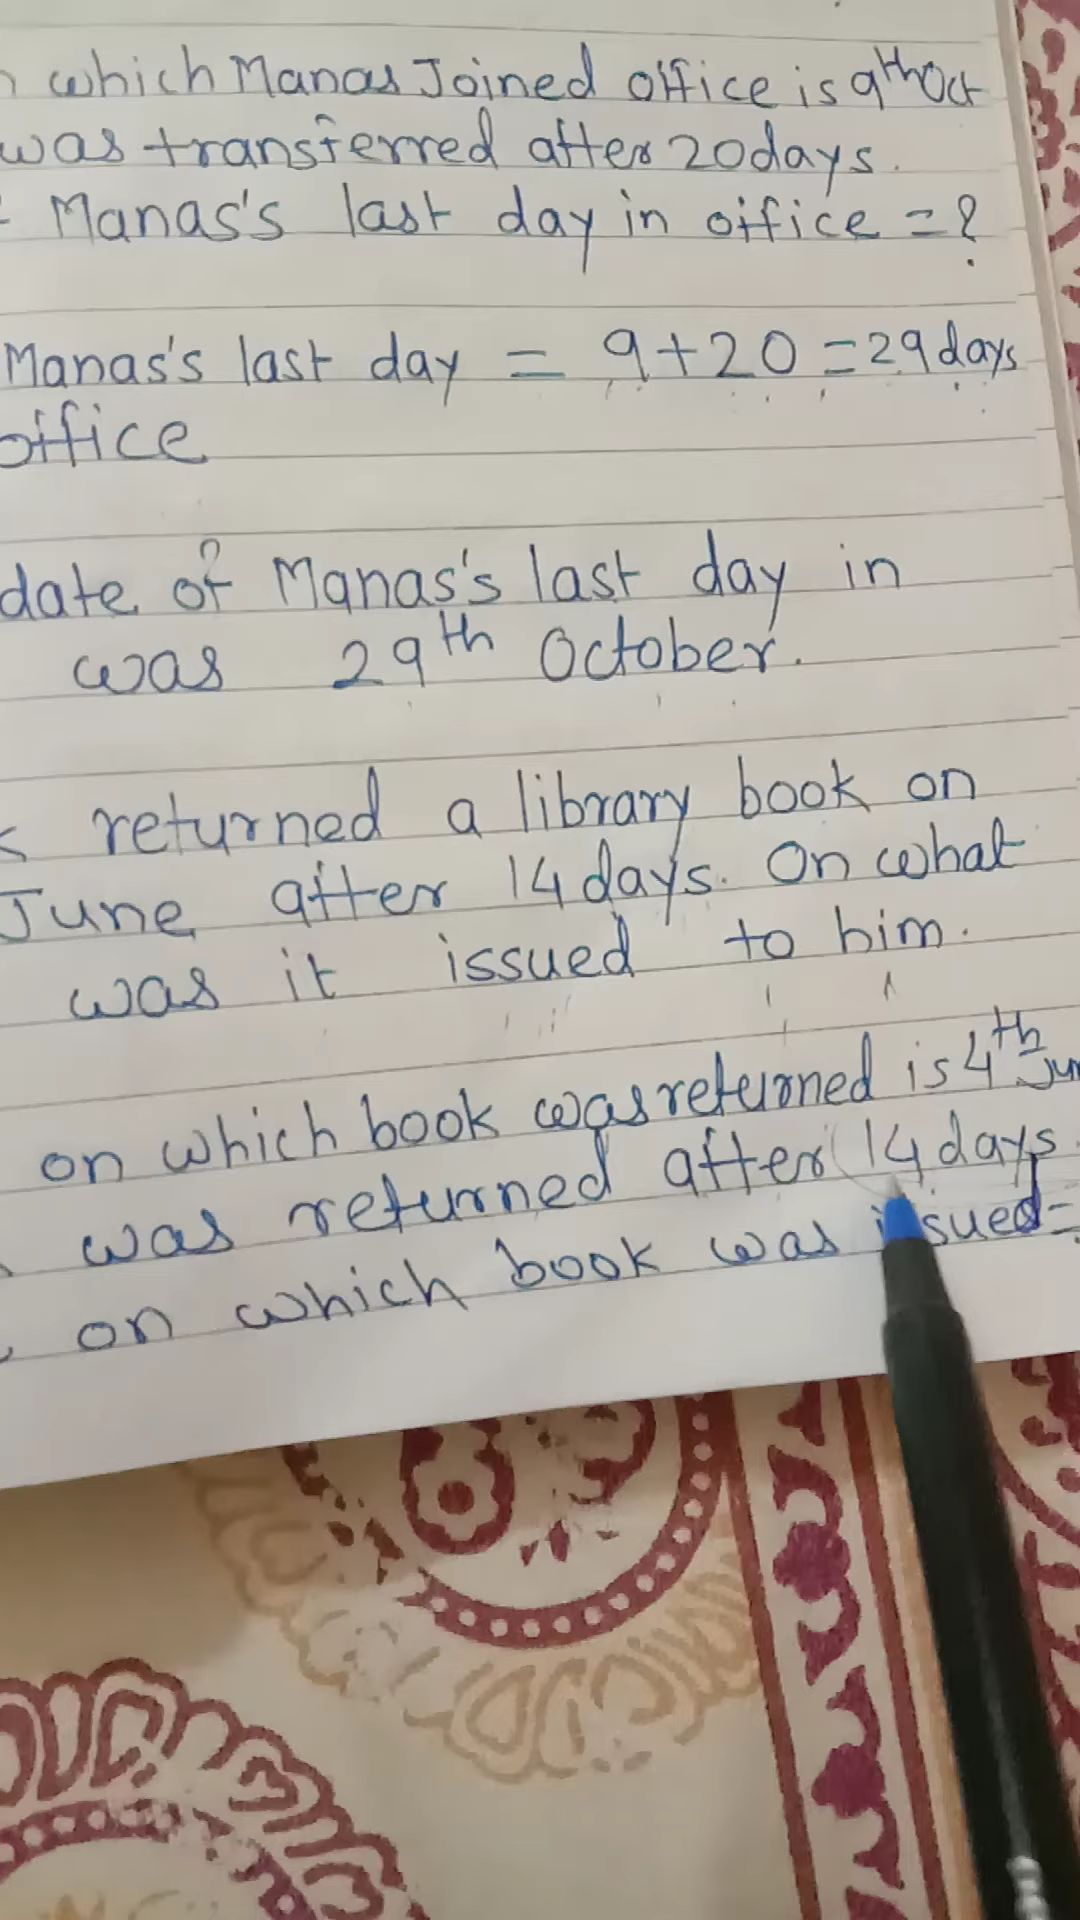 which Manas Joined office is 9th Oct
was transferred after 20 days.
Manas's last day in office = ?
Manas's last day = 9+20 = 29 days
office
date of Manas's last day in
was 29th October.
returned a library book on
June after 14 days. On what
was it issued to him.
on which book was returned is 4th Jun
was returned after 14 days
on which book was issued = ?